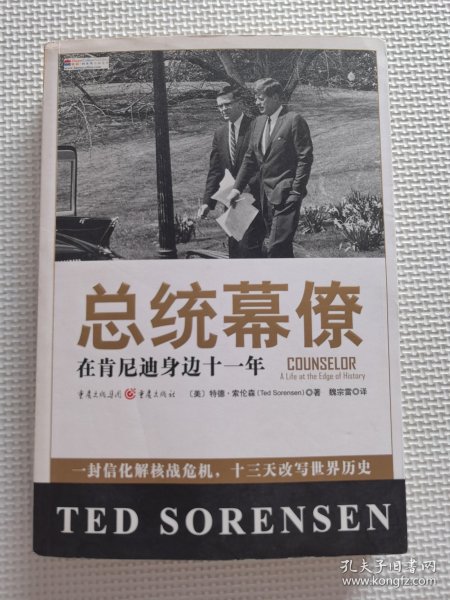 总统幕僚
在肯尼迪身边十一年
COUNSELOR
A Life at the Edge of History
重庆出版集团 重庆出版社 (美) 特德·索伦森 (Ted Sorensen) ◎著 魏宗雷◎译
一封信化解核战危机，十三天改写世界历史
TED SORENSEN
孔夫子旧书网
www.kongfz.com